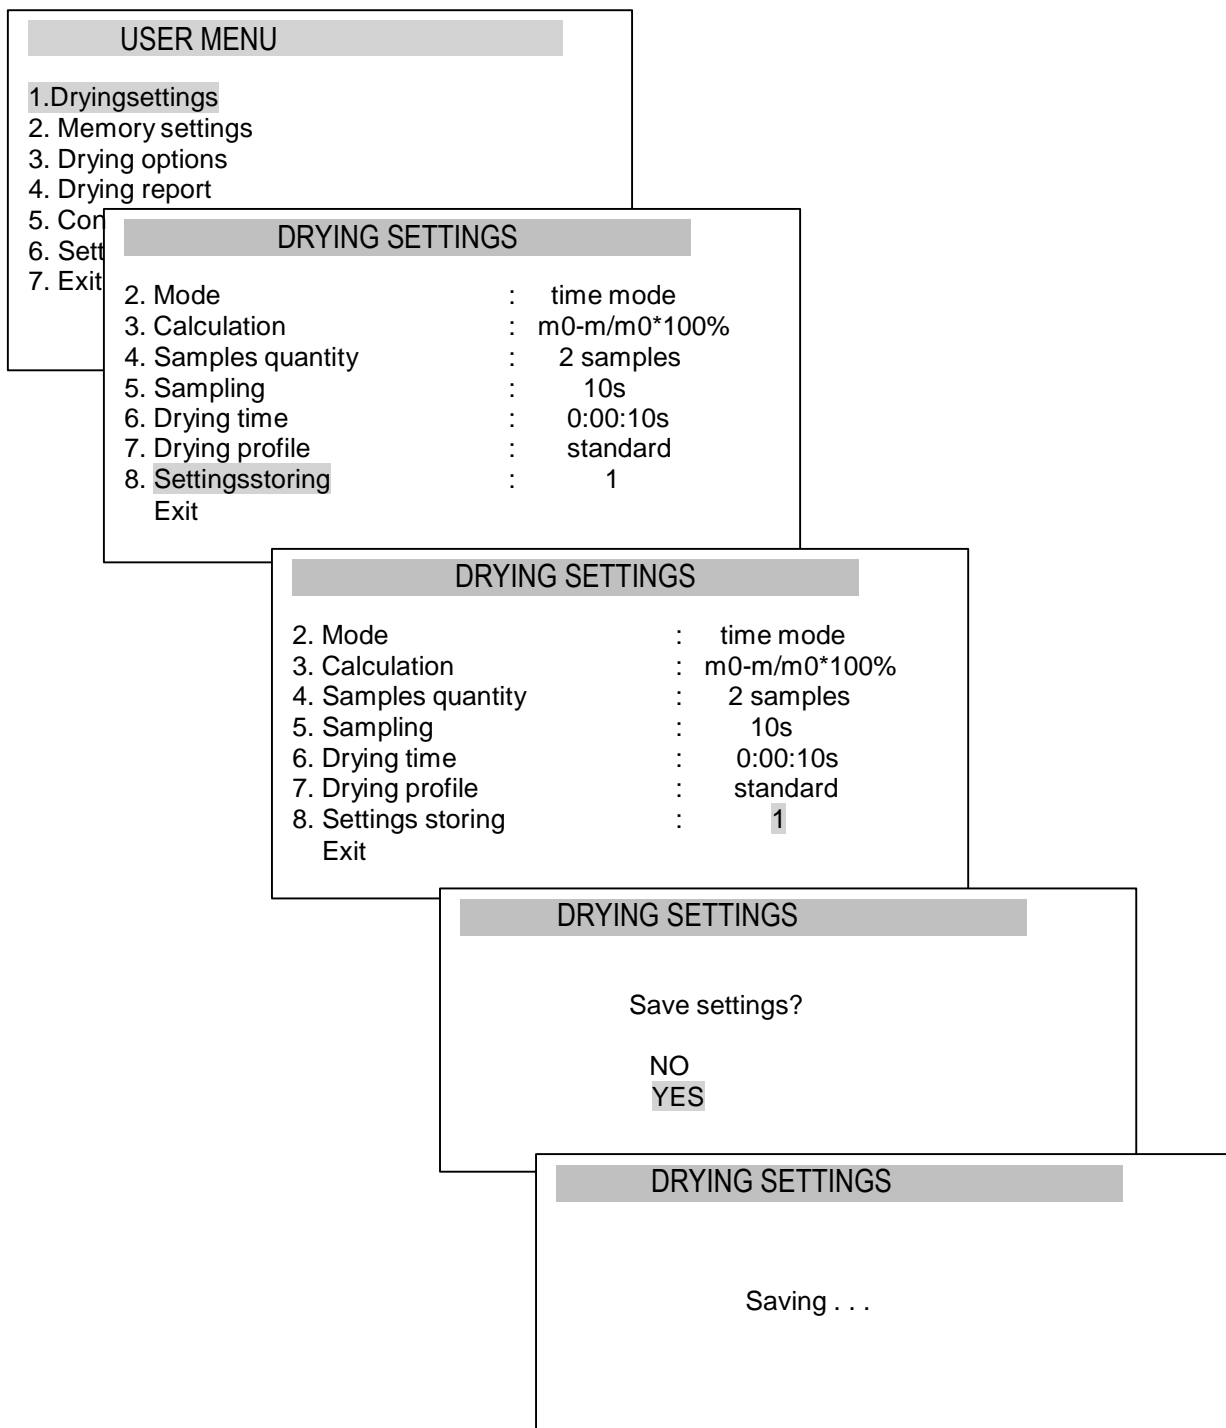 USER MENU
1.Dryingsettings
2. Memory settings
3. Drying options
4. Drying report
5. Con
6. Sett
7. Exit
DRYING SETTINGS
2. Mode : time mode
3. Calculation : m0-m/m0*100%
4. Samples quantity : 2 samples
5. Sampling : 10s
6. Drying time : 0:00:10s
7. Drying profile : standard
8. Settingsstoring : 1
Exit
DRYING SETTINGS
2. Mode : time mode
3. Calculation : m0-m/m0*100%
4. Samples quantity : 2 samples
5. Sampling : 10s
6. Drying time : 0:00:10s
7. Drying profile : standard
8. Settings storing : 1
Exit
DRYING SETTINGS
Save settings?
NO
YES
DRYING SETTINGS
Saving . . .